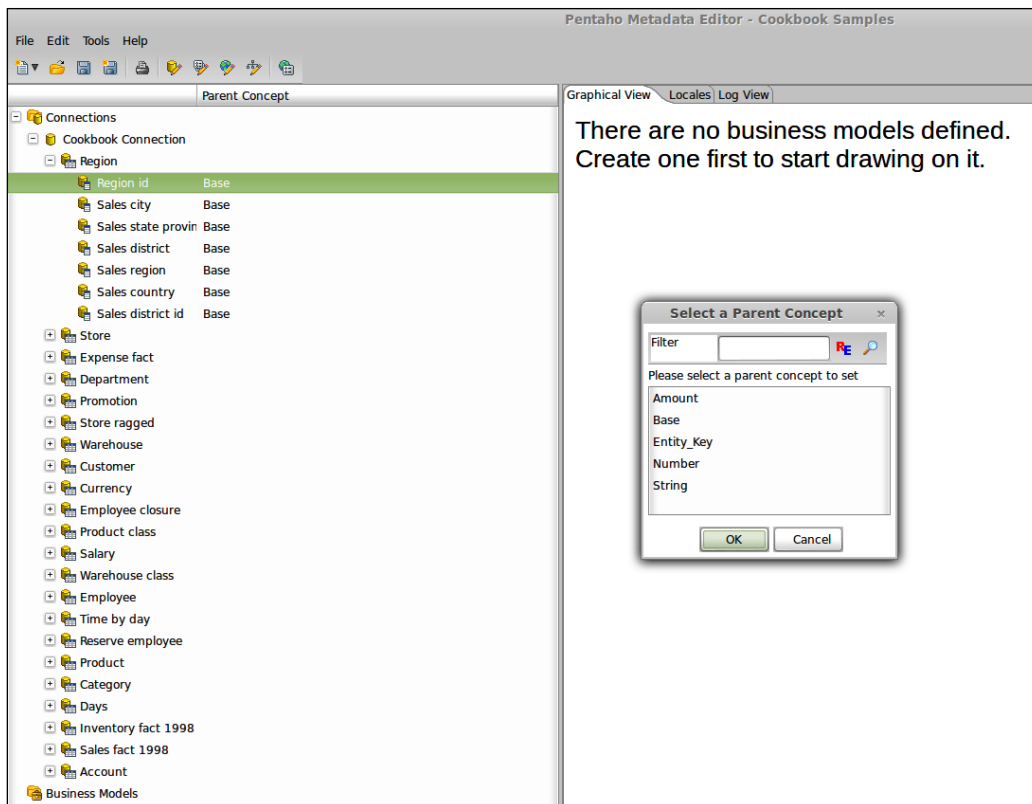 Pentaho Metadata Editor - Cookbook Samples
File Edit Tools Help
Parent Concept
Connections
Cookbook Connection
Region
Region id Base
Sales city Base
Sales state provin Base
Sales district Base
Sales region Base
Sales country Base
Sales district id Base
Store
Expense fact
Department
Promotion
Store ragged
Warehouse
Customer
Currency
Employee closure
Product class
Salary
Warehouse class
Employee
Time by day
Reserve employee
Product
Category
Days
Inventory fact 1998
Sales fact 1998
Account
Business Models
Graphical View Locales Log View
There are no business models defined.
Create one first to start drawing on it.
Select a Parent Concept ×
Filter RE
Please select a parent concept to set
Amount
Base
Entity_Key
Number
String
OK Cancel